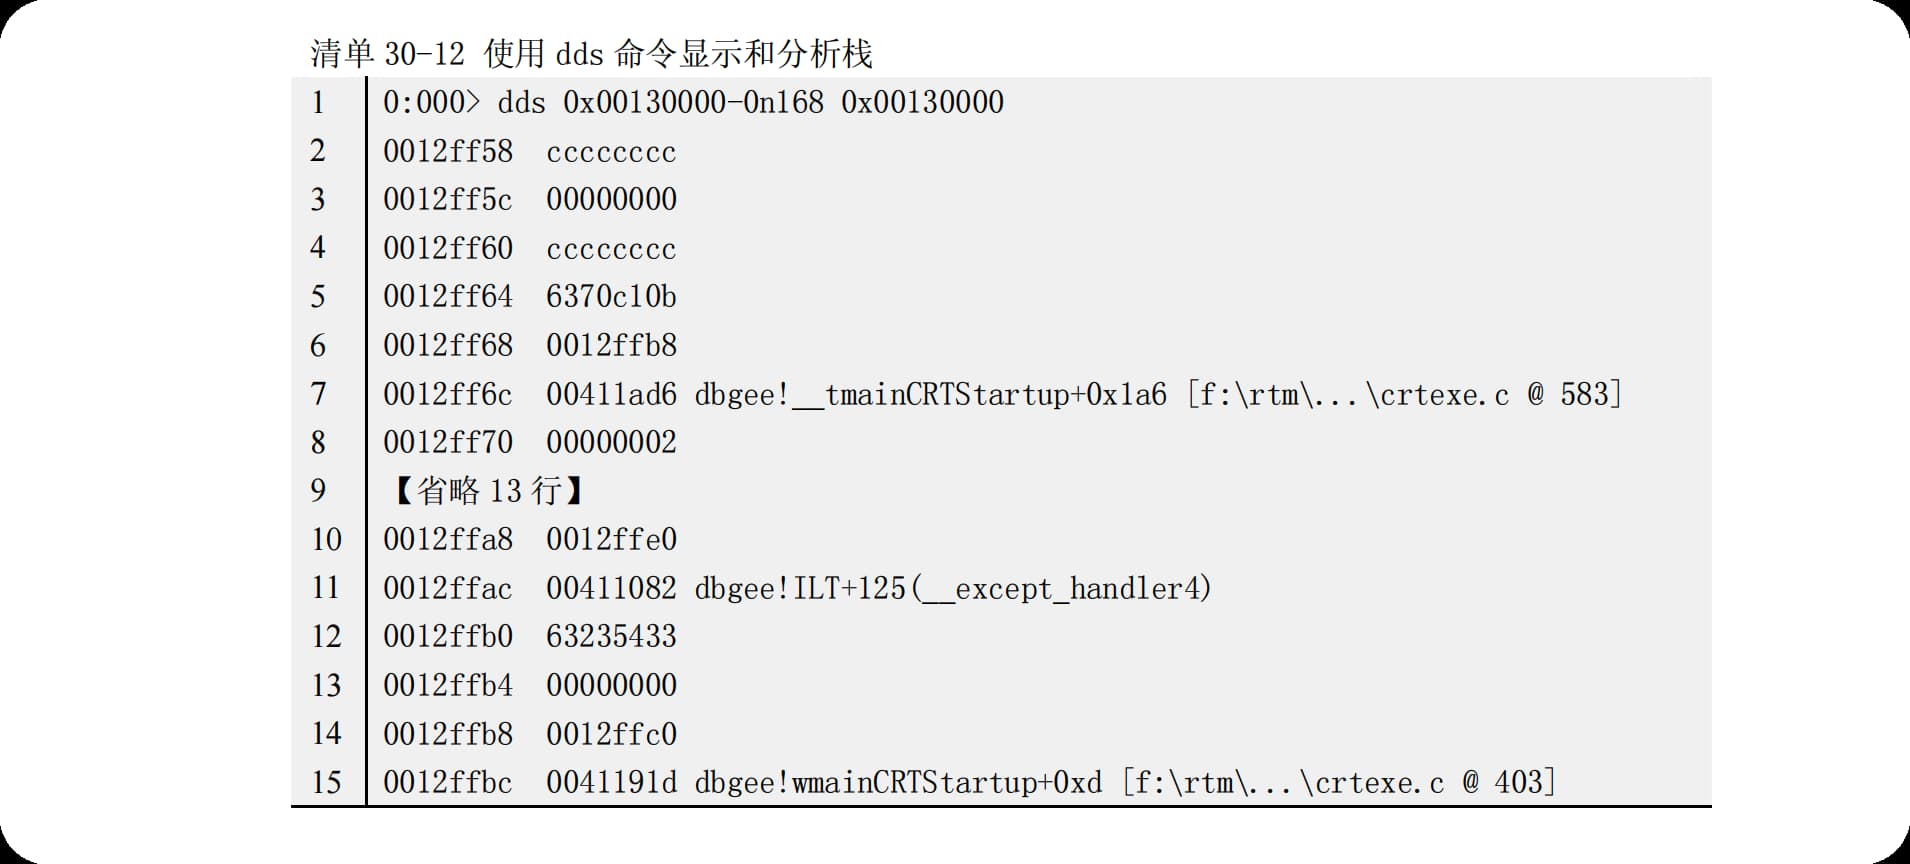 清单 30-12 使用 dds 命令显示和分析栈
1 0:000> dds 0x00130000-0n168 0x00130000
2 0012ff58 cccccccc
3 0012ff5c 00000000
4 0012ff60 cccccccc
5 0012ff64 6370c10b
6 0012ff68 0012ffb8
7 0012ff6c 00411ad6 dbgee!__tmainCRTStartup+0x1a6 [f:\rtm\...\crtexe.c @ 583]
8 0012ff70 00000002
9 【省略 13 行】
10 0012ffa8 0012ffe0
11 0012ffac 00411082 dbgee!ILT+125(__except_handler4)
12 0012ffb0 63235433
13 0012ffb4 00000000
14 0012ffb8 0012ffc0
15 0012ffbc 0041191d dbgee!wmainCRTStartup+0xd [f:\rtm\...\crtexe.c @ 403]